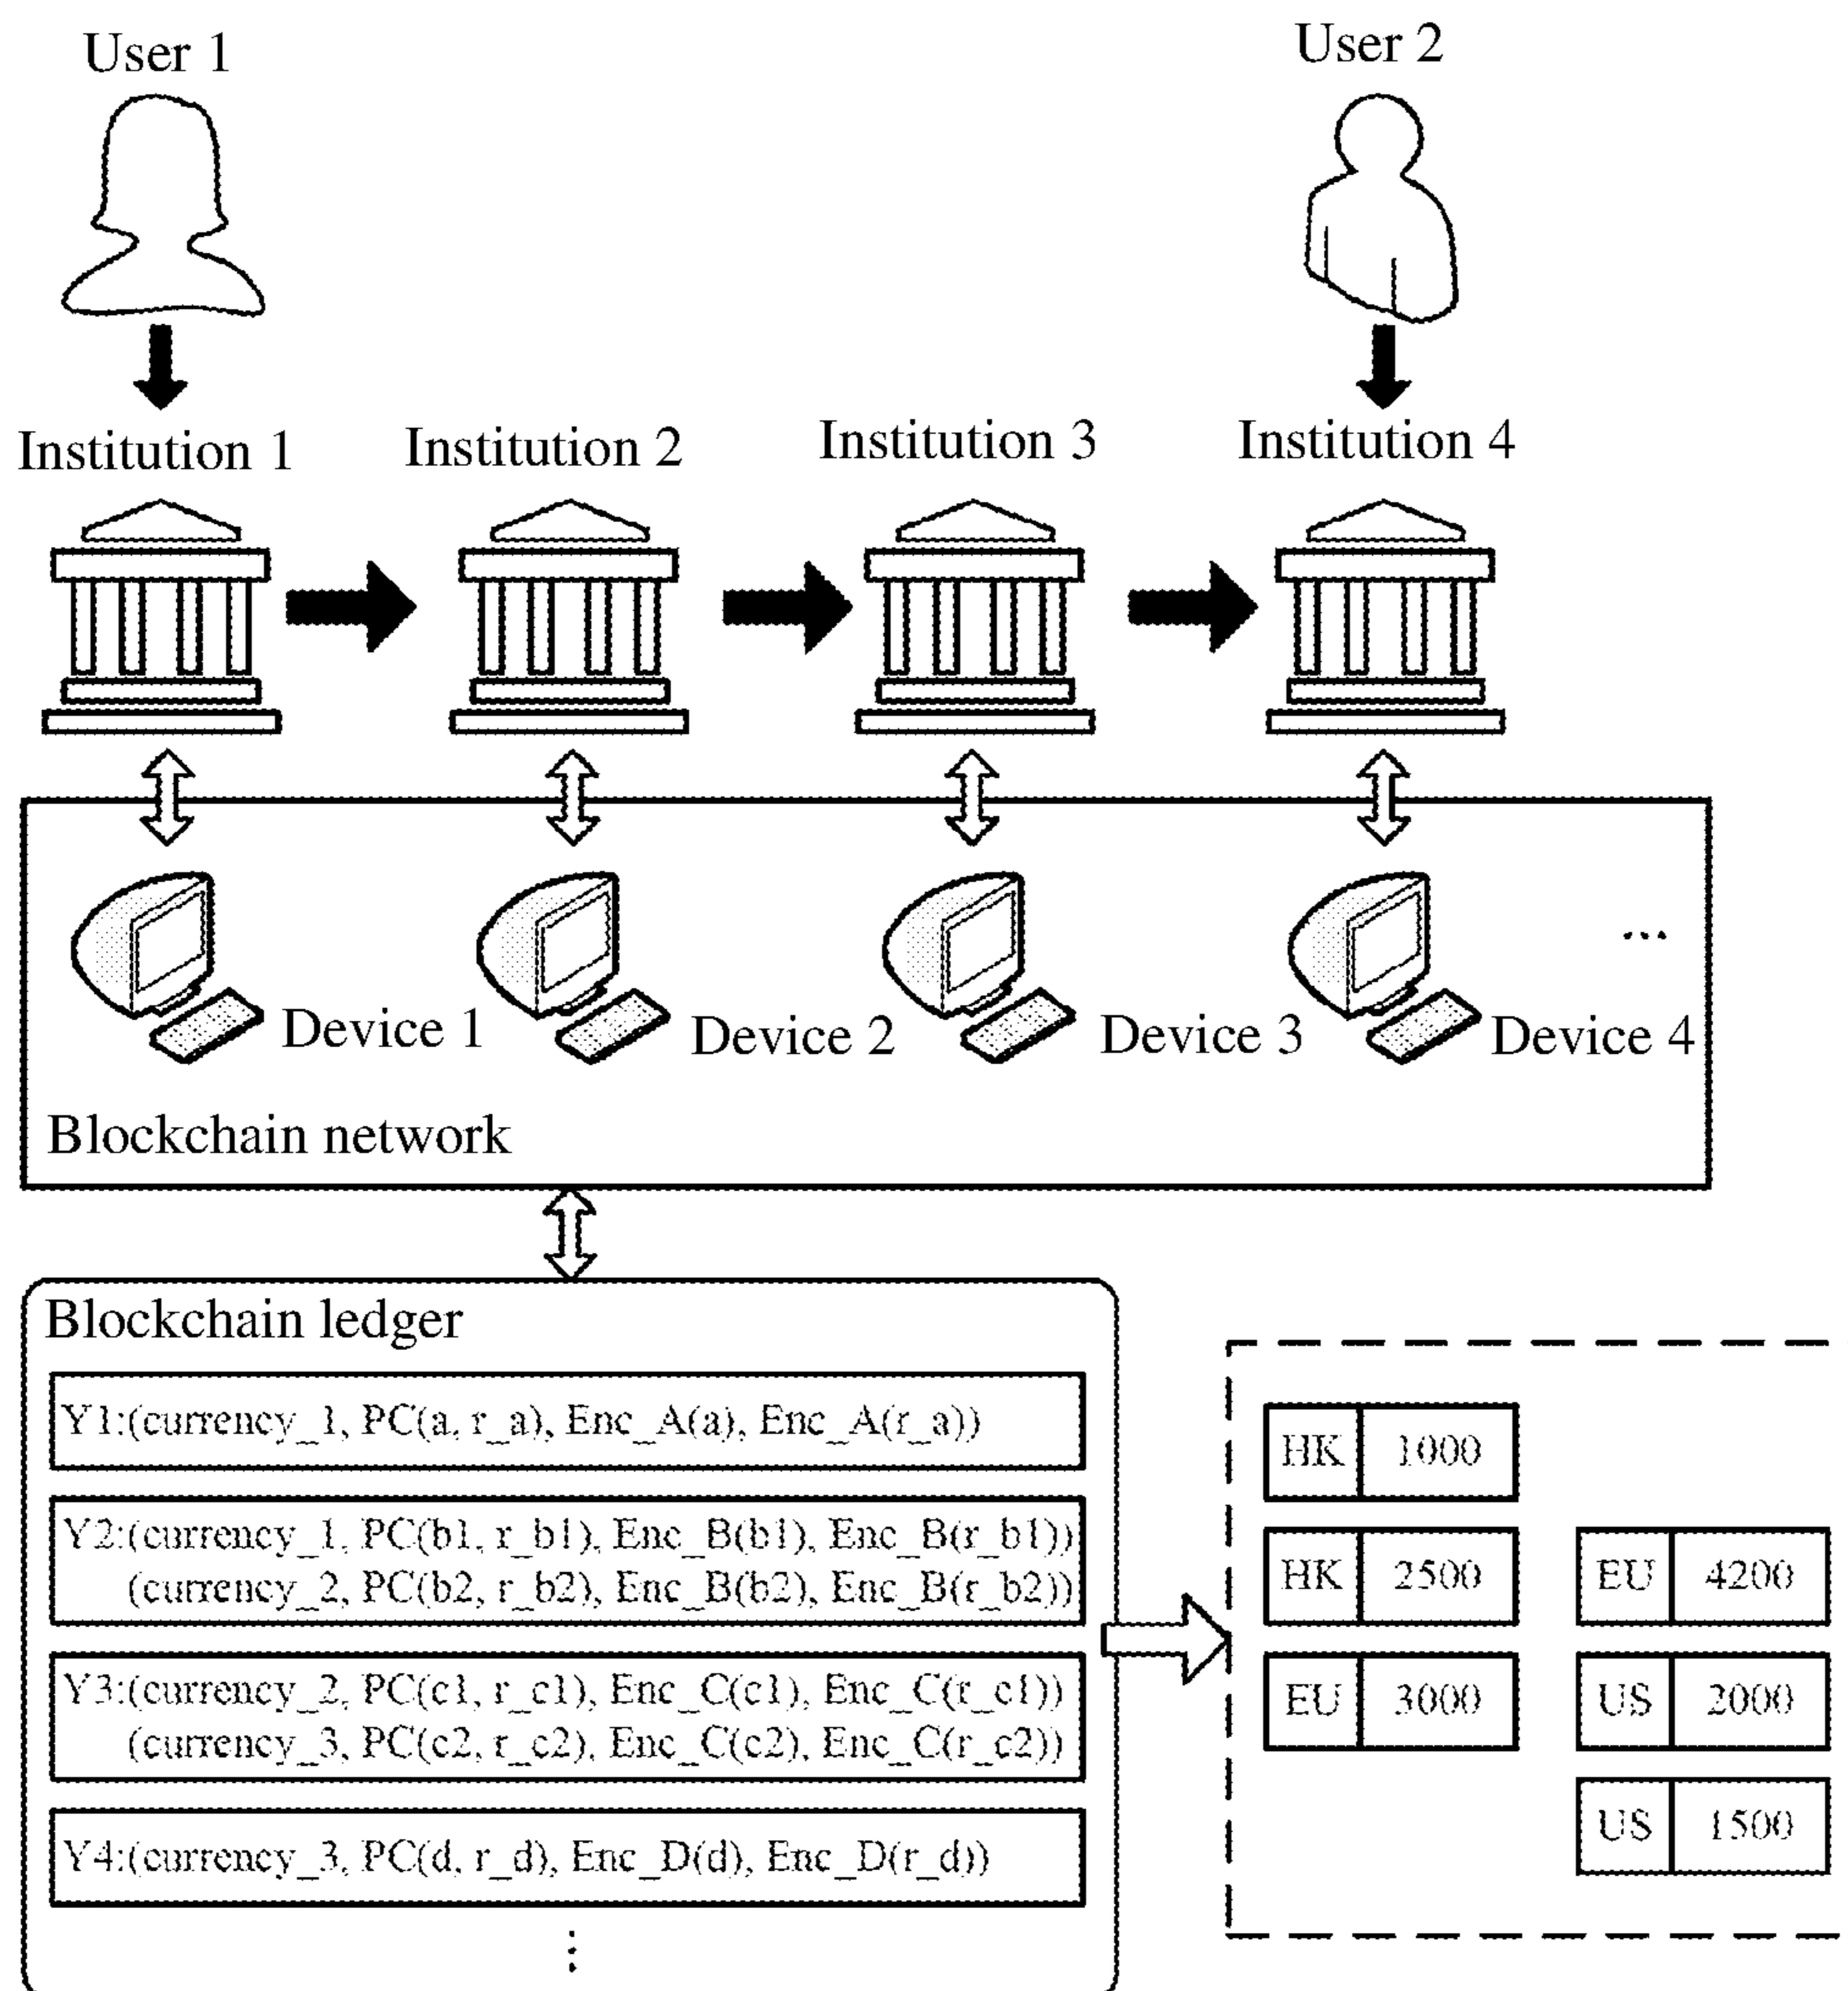 User 1
User 2
Institution 1
Institution 2
Institution 3
Institution 4
Device 1
Device 2
Device 3
Device 4
...
Blockchain network
Blockchain ledger
Y1:(currency_1, PC(a, r_a), Enc_A(a), Enc_A(r_a))
Y2:(currency_1, PC(b1, r_b1), Enc_B(b1), Enc_B(r_b1))
(currency_2, PC(b2, r_b2), Enc_B(b2), Enc_B(r_b2))
Y3:(currency_2, PC(c1, r_c1), Enc_C(c1), Enc_C(r_c1))
(currency_3, PC(c2, r_c2), Enc_C(c2), Enc_C(r_c2))
Y4:(currency_3, PC(d, r_d), Enc_D(d), Enc_D(r_d))
⋮
HK 1000
HK 2500 EU 4200
EU 3000 US 2000
US 1500